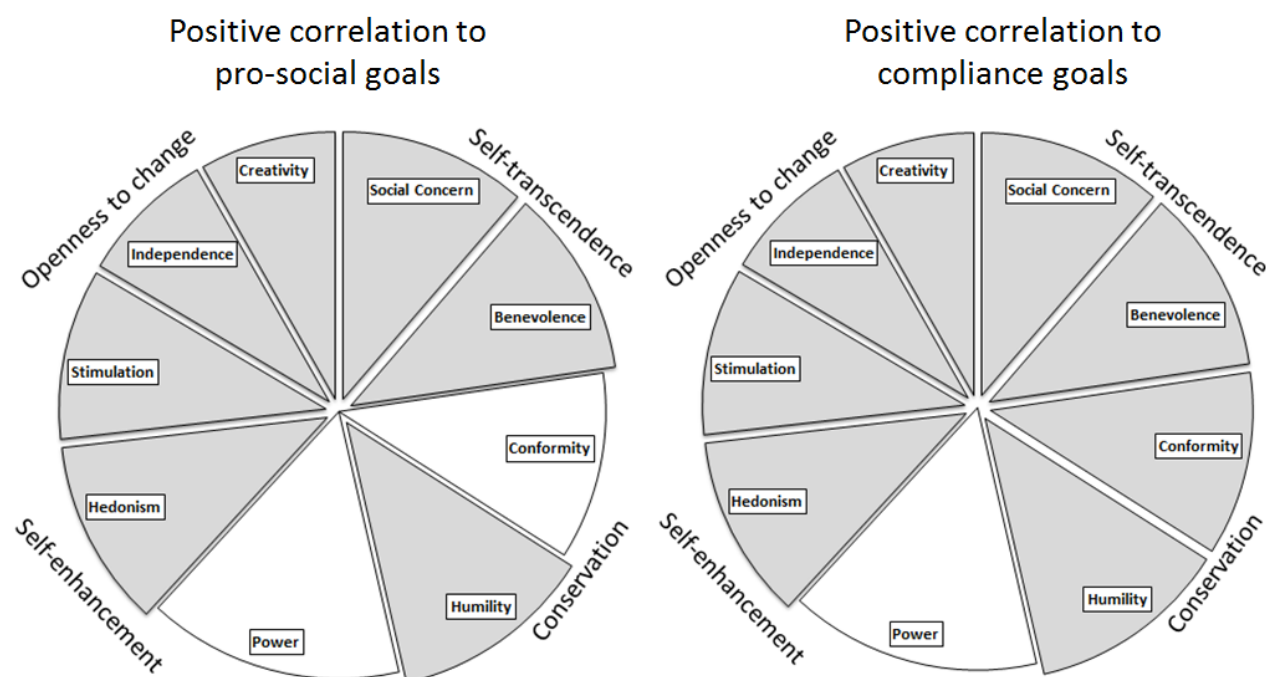 Positive correlation to
pro-social goals
Openness to change
Self-transcendence
Creativity
Social Concern
Independence
Benevolence
Stimulation
Conformity
Hedonism
Humility
Power
Self-enhancement
Conservation
Positive correlation to
compliance goals
Openness to change
Self-transcendence
Creativity
Social Concern
Independence
Benevolence
Stimulation
Conformity
Hedonism
Humility
Power
Self-enhancement
Conservation